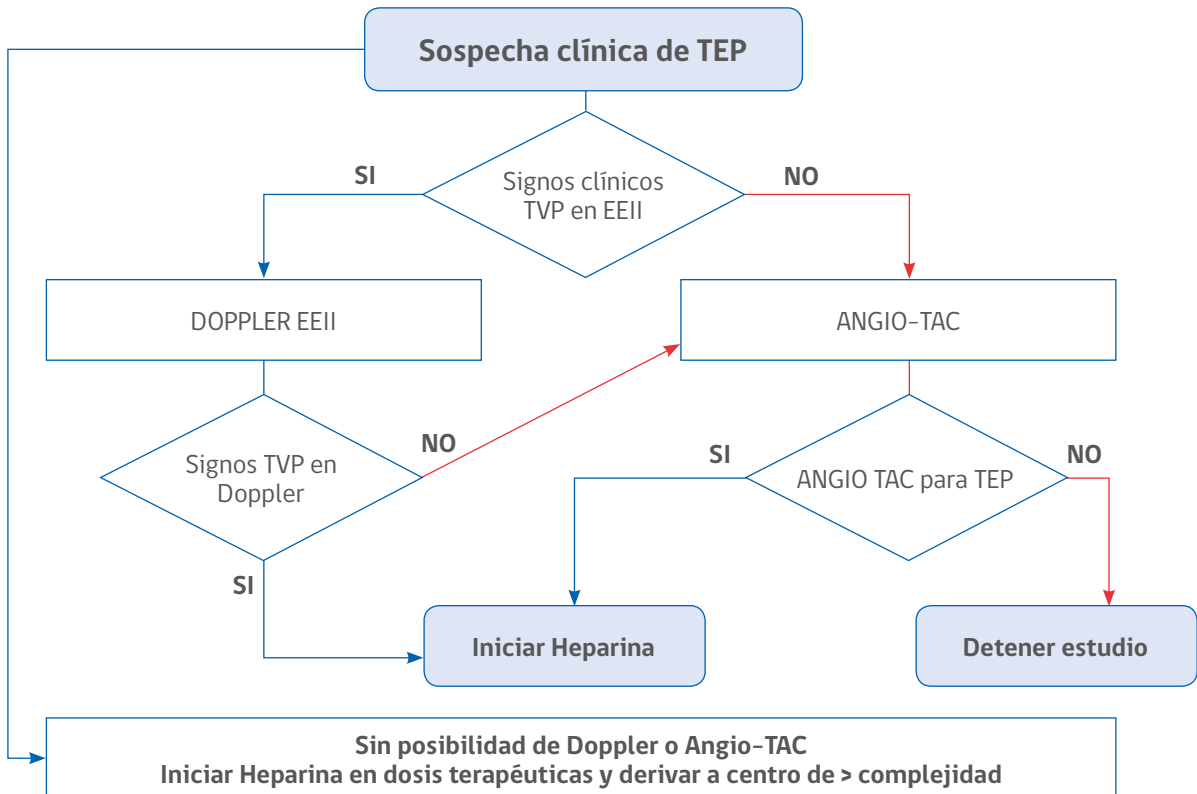 Sospecha clínica de TEP
SI
Signos clínicos
TVP en EEII
NO
DOPPLER EEII
ANGIO-TAC
Signos TVP en
Doppler
NO
SI
SI
ANGIO TAC para TEP
NO
Iniciar Heparina
Detener estudio
Sin posibilidad de Doppler o Angio-TAC
Iniciar Heparina en dosis terapéuticas y derivar a centro de > complejidad